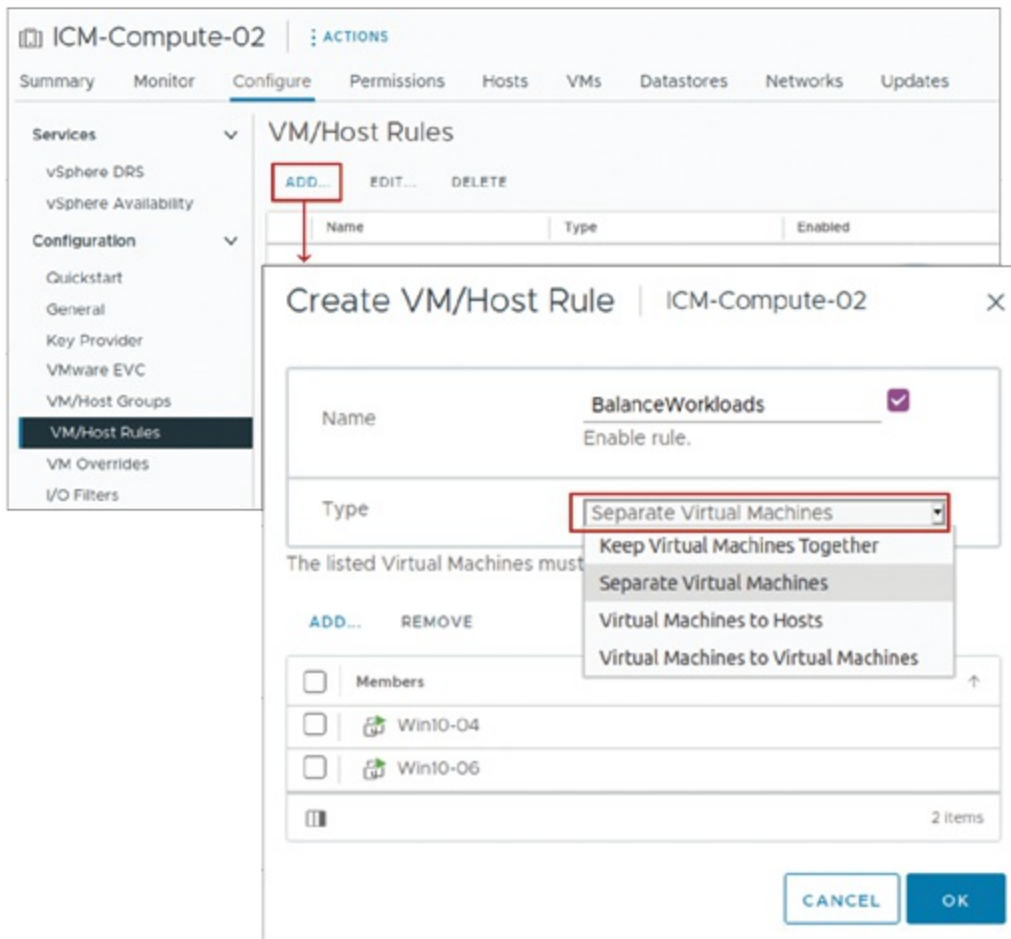 ICM-Compute-02
ACTIONS
Summary Monitor Configure Permissions Hosts VMs Datastores Networks Updates
Services
vSphere DRS
vSphere Availability
Configuration
Quickstart
General
Key Provider
VMware EVC
VM/Host Groups
VM/Host Rules
VM Overrides
I/O Filters
VM/Host Rules
ADD... EDIT... DELETE
Name Type Enabled
Create VM/Host Rule ICM-Compute-02
Name BalanceWorkloads
Enable rule.
Type Separate Virtual Machines
Keep Virtual Machines Together
Separate Virtual Machines
Virtual Machines to Hosts
Virtual Machines to Virtual Machines
The listed Virtual Machines must
ADD... REMOVE
Members
Win10-04
Win10-06
2 items
CANCEL OK